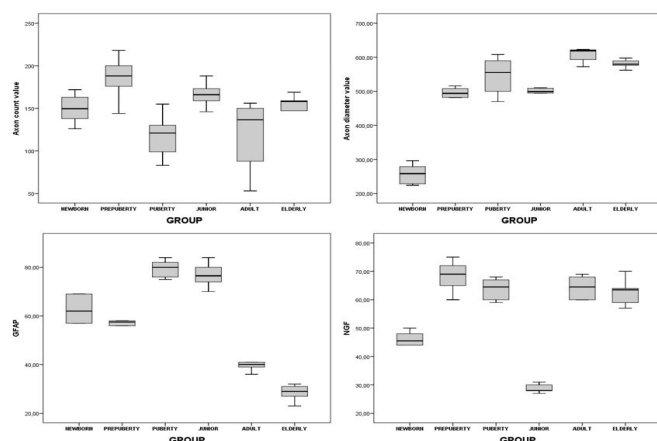 Axon count value
250
200
150
100
50
NEWBORN PREPUBERTY PUBERTY JUNIOR ADULT ELDERLY
GROUP
Axon diameter value
700,00
600,00
500,00
400,00
300,00
200,00
NEWBORN PREPUBERTY PUBERTY JUNIOR ADULT ELDERLY
GROUP
GFAP
80,00
60,00
40,00
20,00
NEWBORN PREPUBERTY PUBERTY JUNIOR ADULT ELDERLY
GROUP
NGF
80,00
70,00
60,00
50,00
40,00
30,00
20,00
NEWBORN PREPUBERTY PUBERTY JUNIOR ADULT ELDERLY
GROUP